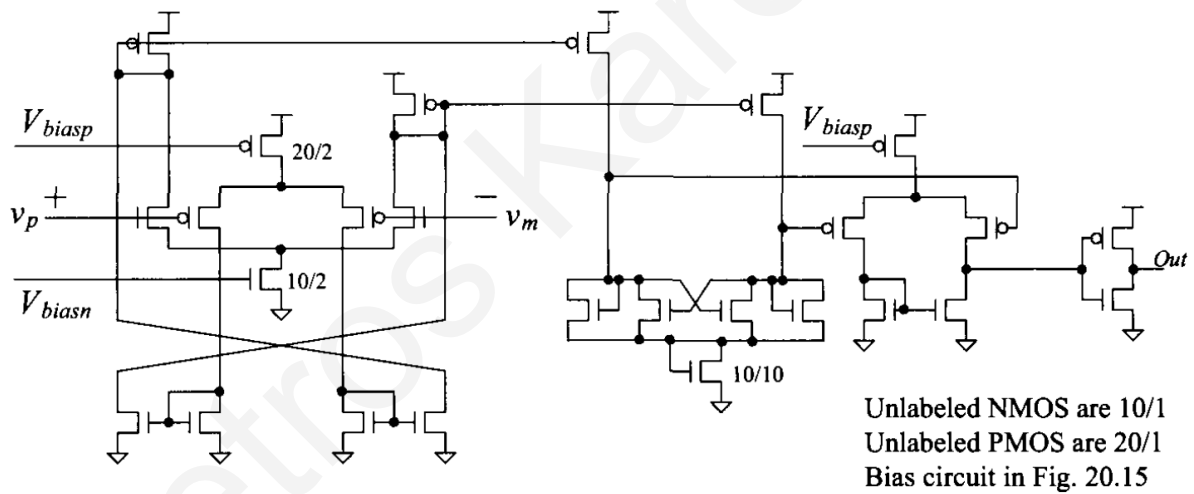 V_biasp
20/2
V_biasp
+
v_p
−
v_m
Out
10/2
V_biasn
10/10
Unlabeled NMOS are 10/1
Unlabeled PMOS are 20/1
Bias circuit in Fig. 20.15